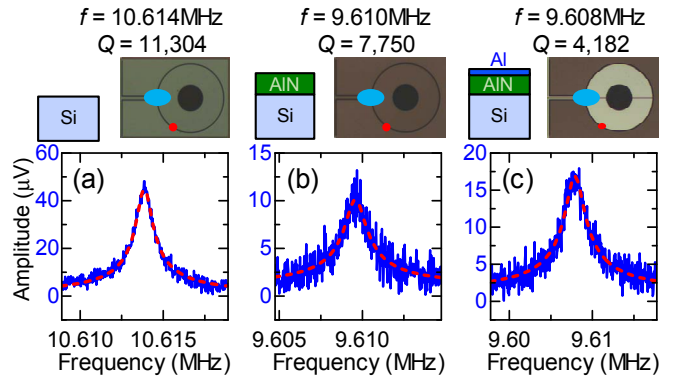 f = 10.614MHz
Q = 11,304
f = 9.610MHz
Q = 7,750
f = 9.608MHz
Q = 4,182
Si
AlN
Si
Al
AlN
Si
Amplitude (μV)
60
40
20
0
(a)
10.610 10.615
Frequency (MHz)
15
10
5
0
(b)
9.605 9.610
Frequency (MHz)
20
15
10
5
0
(c)
9.60 9.61
Frequency (MHz)